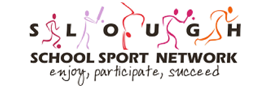 SLOUGH
SCHOOL SPORT NETWORK
enjoy, participate, succeed